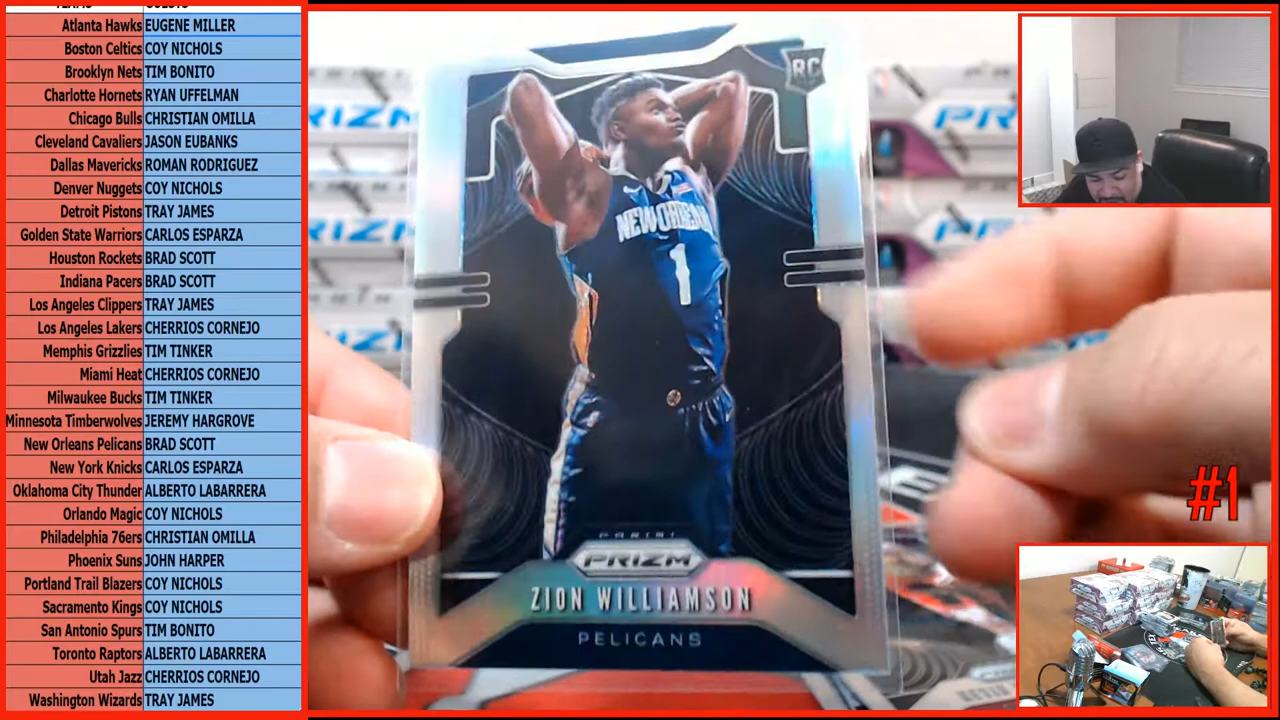 Atlanta Hawks EUGENE MILLER
Boston Celtics COY NICHOLS
Brooklyn Nets TIM BONITO
Charlotte Hornets RYAN UFFELMAN
Chicago Bulls CHRISTIAN OMILLA
Cleveland Cavaliers JASON EUBANKS
Dallas Mavericks ROMAN RODRIGUEZ
Denver Nuggets COY NICHOLS
Detroit Pistons TRAY JAMES
Golden State Warriors CARLOS ESPARZA
Houston Rockets BRAD SCOTT
Indiana Pacers BRAD SCOTT
Los Angeles Clippers TRAY JAMES
Los Angeles Lakers CHERRIOS CORNEJO
Memphis Grizzlies TIM TINKER
Miami Heat CHERRIOS CORNEJO
Milwaukee Bucks TIM TINKER
Minnesota Timberwolves JEREMY HARGROVE
New Orleans Pelicans BRAD SCOTT
New York Knicks CARLOS ESPARZA
Oklahoma City Thunder ALBERTO LABARRERA
Orlando Magic COY NICHOLS
Philadelphia 76ers CHRISTIAN OMILLA
Phoenix Suns JOHN HARPER
Portland Trail Blazers COY NICHOLS
Sacramento Kings COY NICHOLS
San Antonio Spurs TIM BONITO
Toronto Raptors ALBERTO LABARRERA
Utah Jazz CHERRIOS CORNEJO
Washington Wizards TRAY JAMES
RC
PRIZM
NEW ORLEANS
1
PANINI
PRIZM
ZION WILLIAMSON
PELICANS
#1